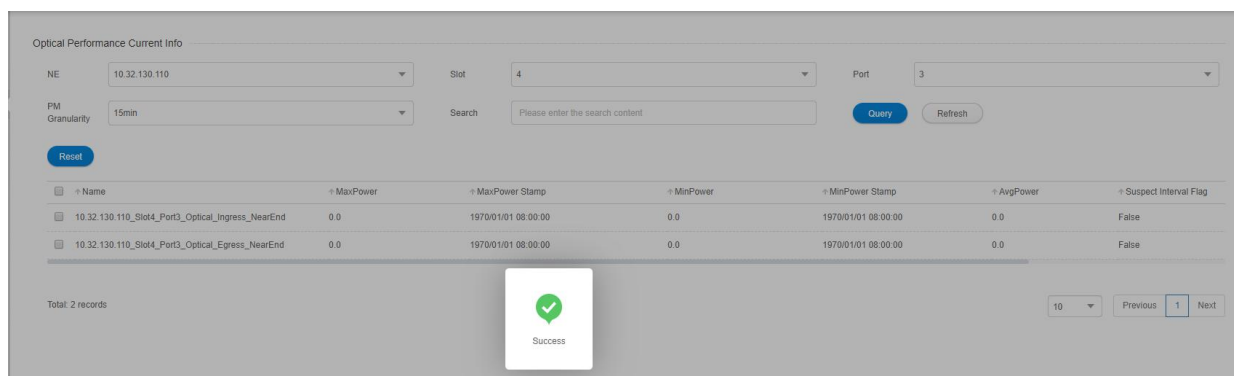 Optical Performance Current Info
NE 10.32.130.110 Slot 4 Port 3
PM Granularity 15min Search Please enter the search content Query Refresh
Reset
Name MaxPower MaxPower Stamp MinPower MinPower Stamp AvgPower Suspect Interval Flag
10.32.130.110_Slot4_Port3_Optical_Ingress_NearEnd 0.0 1970/01/01 08:00:00 0.0 1970/01/01 08:00:00 0.0 False
10.32.130.110_Slot4_Port3_Optical_Egress_NearEnd 0.0 1970/01/01 08:00:00 0.0 1970/01/01 08:00:00 0.0 False
Total: 2 records 10 Previous 1 Next
Success